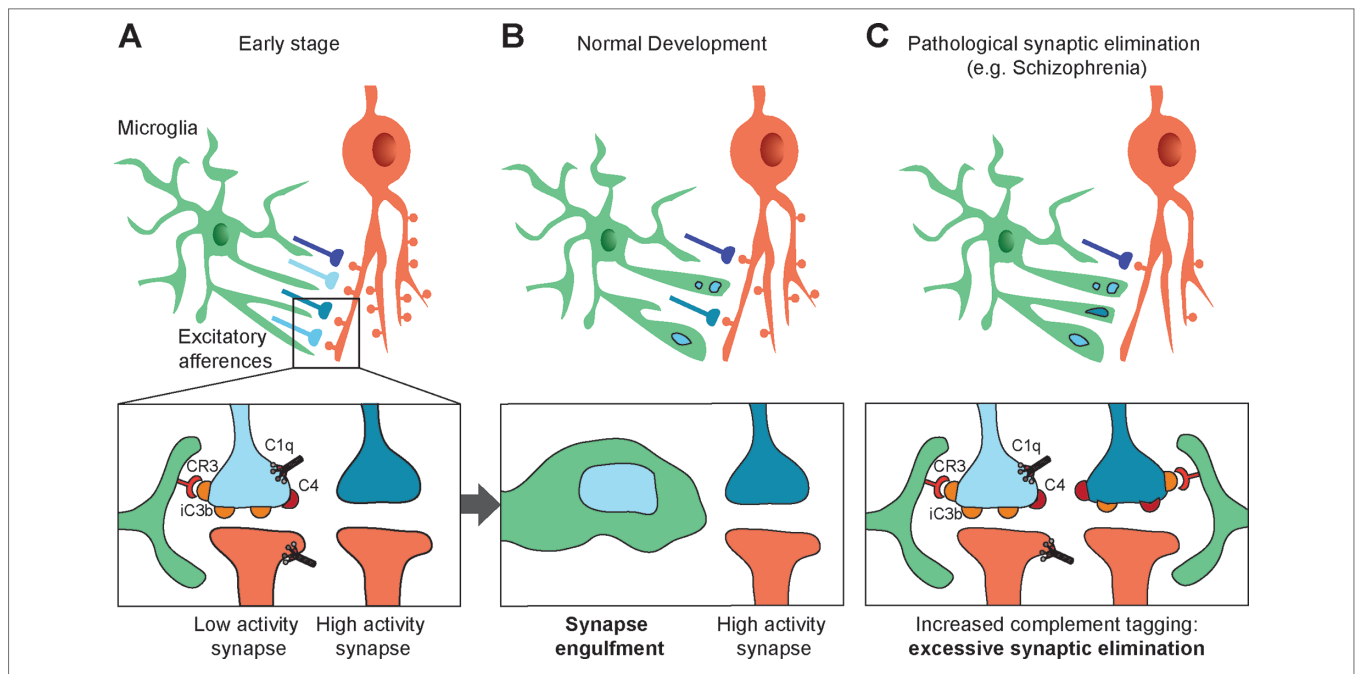 A
Early stage
B
Normal Development
C
Pathological synaptic elimination
(e.g. Schizophrenia)
Microglia
Excitatory
afferences
C1q
CR3
C4
iC3b
C1q
CR3
C4
iC3b
Low activity
synapse
High activity
synapse
Synapse
engulfment
High activity
synapse
Increased complement tagging:
excessive synaptic elimination